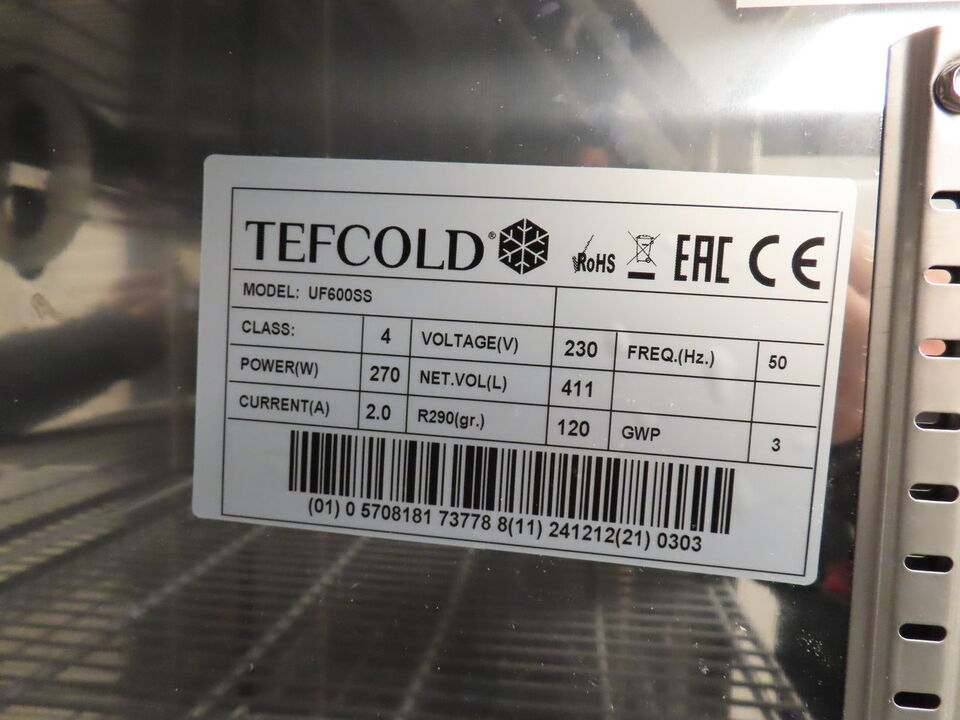 TEFCOLD® RoHS EAC CE
MODEL: UF600SS
CLASS: 4 VOLTAGE(V) 230 FREQ.(Hz.) 50
POWER(W) 270 NET.VOL(L) 411
CURRENT(A) 2.0 R290(gr.) 120 GWP 3
(01) 0 5708181 73778 8(11) 241212(21) 0303